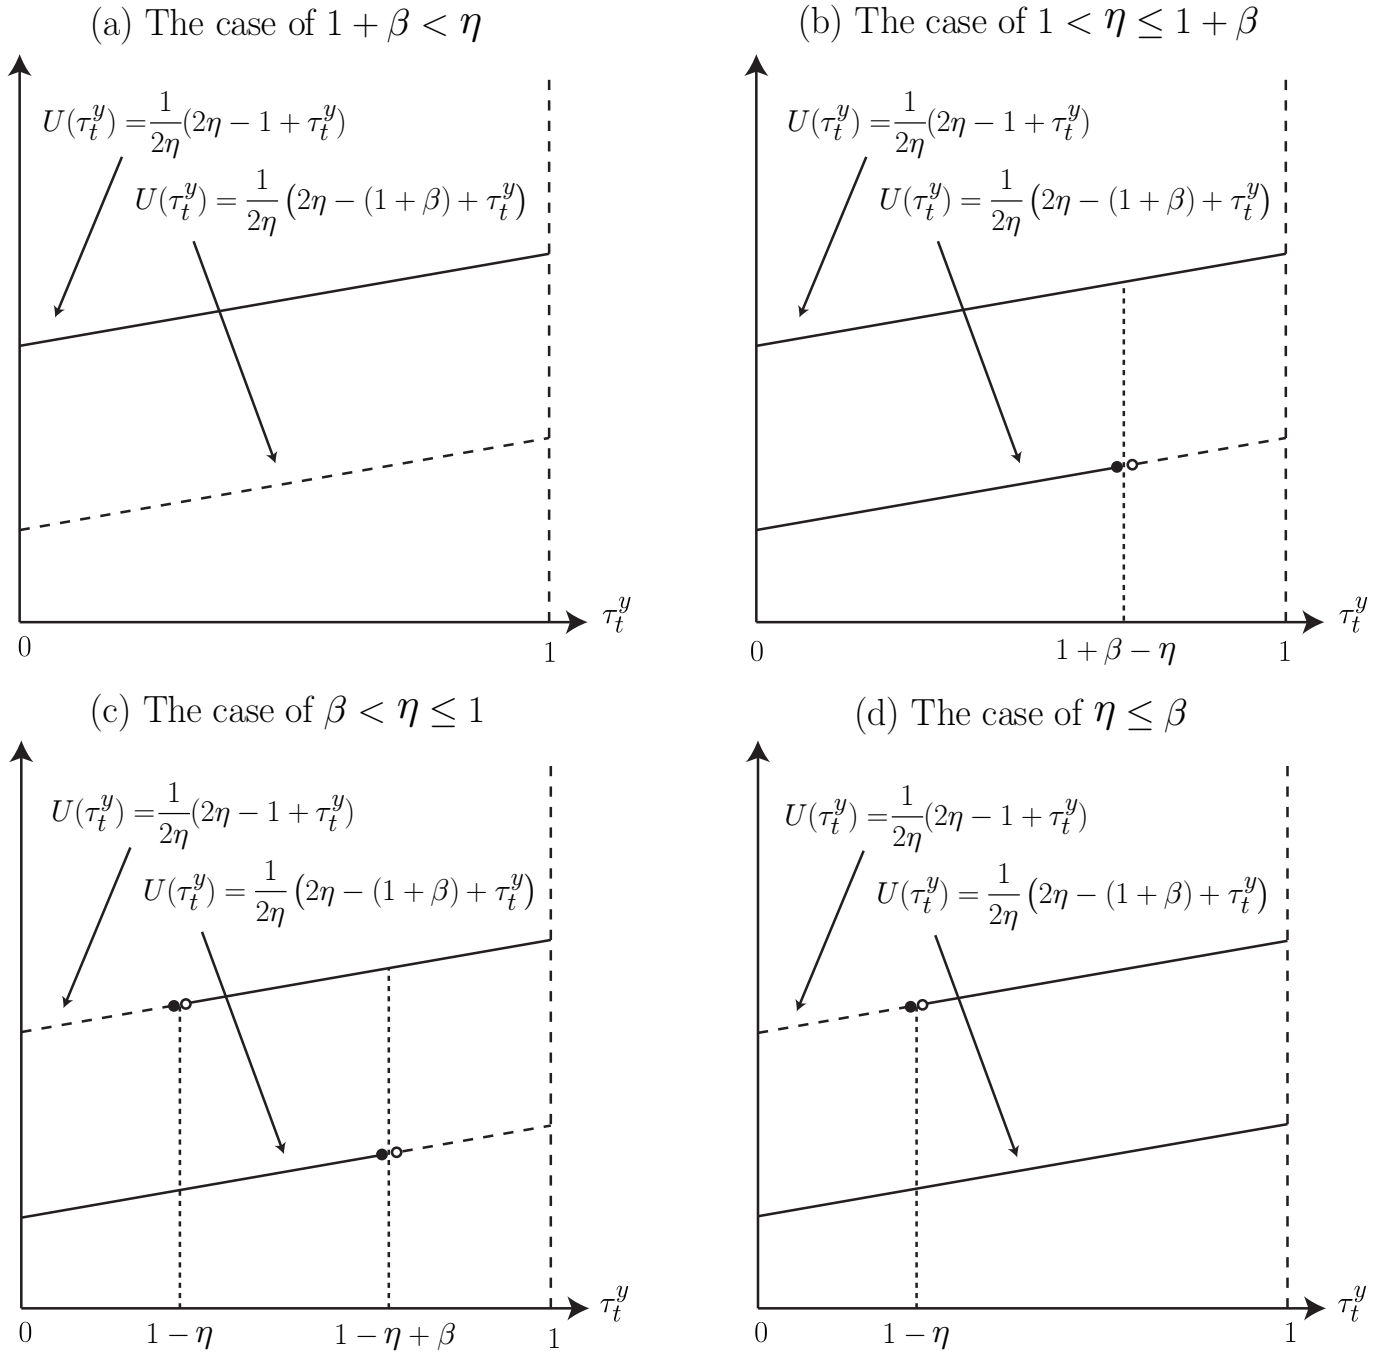 (a) The case of 1 + β < η
U(τ_t^y) = 1/2η (2η − 1 + τ_t^y)
U(τ_t^y) = 1/2η (2η − (1 + β) + τ_t^y)
τ_t^y
0
1
(b) The case of 1 < η ≤ 1 + β
U(τ_t^y) = 1/2η (2η − 1 + τ_t^y)
U(τ_t^y) = 1/2η (2η − (1 + β) + τ_t^y)
τ_t^y
0
1 + β − η
1
(c) The case of β < η ≤ 1
U(τ_t^y) = 1/2η (2η − 1 + τ_t^y)
U(τ_t^y) = 1/2η (2η − (1 + β) + τ_t^y)
τ_t^y
0
1 − η
1 − η + β
1
(d) The case of η ≤ β
U(τ_t^y) = 1/2η (2η − 1 + τ_t^y)
U(τ_t^y) = 1/2η (2η − (1 + β) + τ_t^y)
τ_t^y
0
1 − η
1